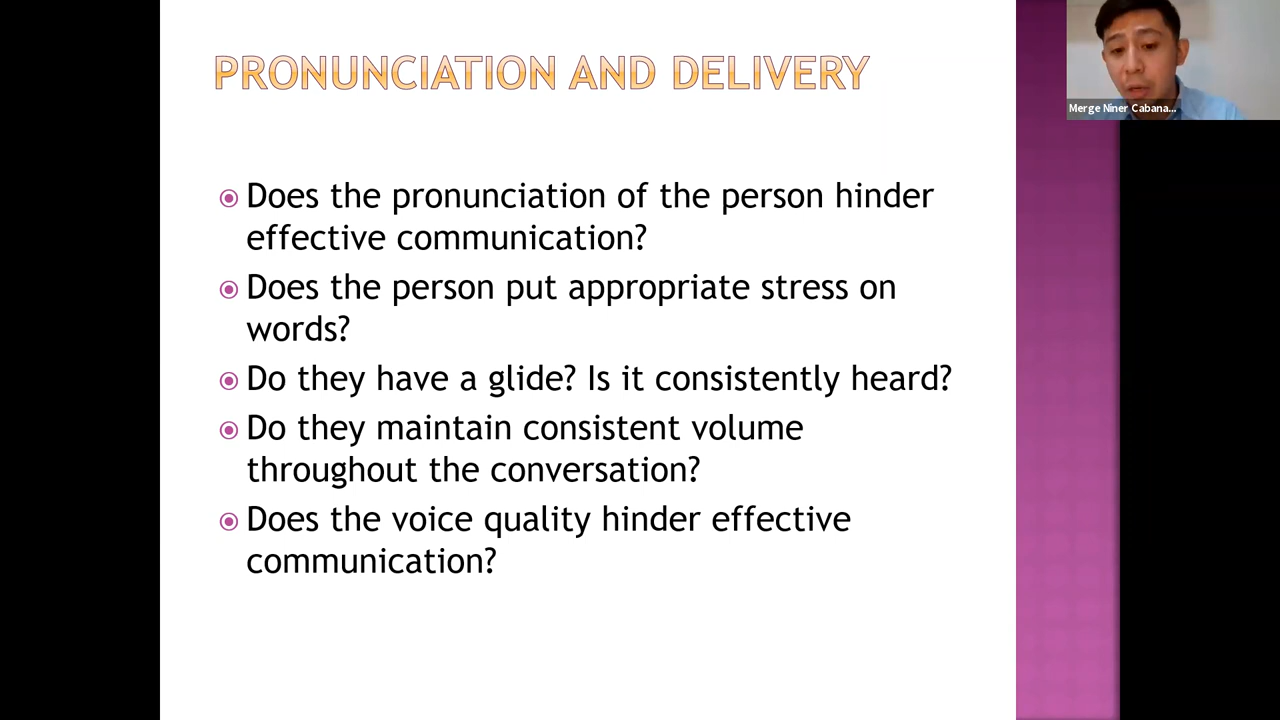 PRONUNCIATION AND DELIVERY
Does the pronunciation of the person hinder
effective communication?
Does the person put appropriate stress on
words?
Do they have a glide? Is it consistently heard?
Do they maintain consistent volume
throughout the conversation?
Does the voice quality hinder effective
communication?
Merge Niner Cabana...